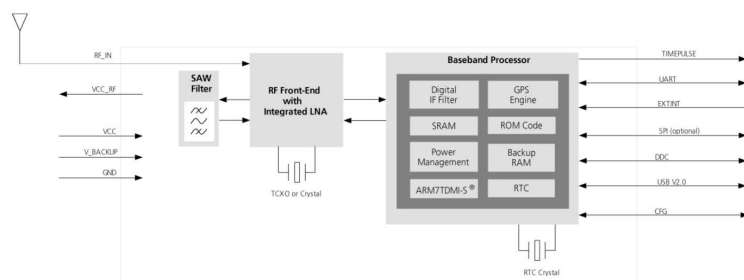 RF_IN
VCC_RF
VCC
V_BACKUP
GND
SAW
Filter
RF Front-End
with
Integrated LNA
TCXO or Crystal
Baseband Processor
Digital
IF Filter
GPS
Engine
SRAM
ROM Code
Power
Management
Backup
RAM
ARM7TDMI-S®
RTC
RTC Crystal
TIMEPULSE
UART
EXTINT
SPI (optional)
DDC
USB V2.0
CFG